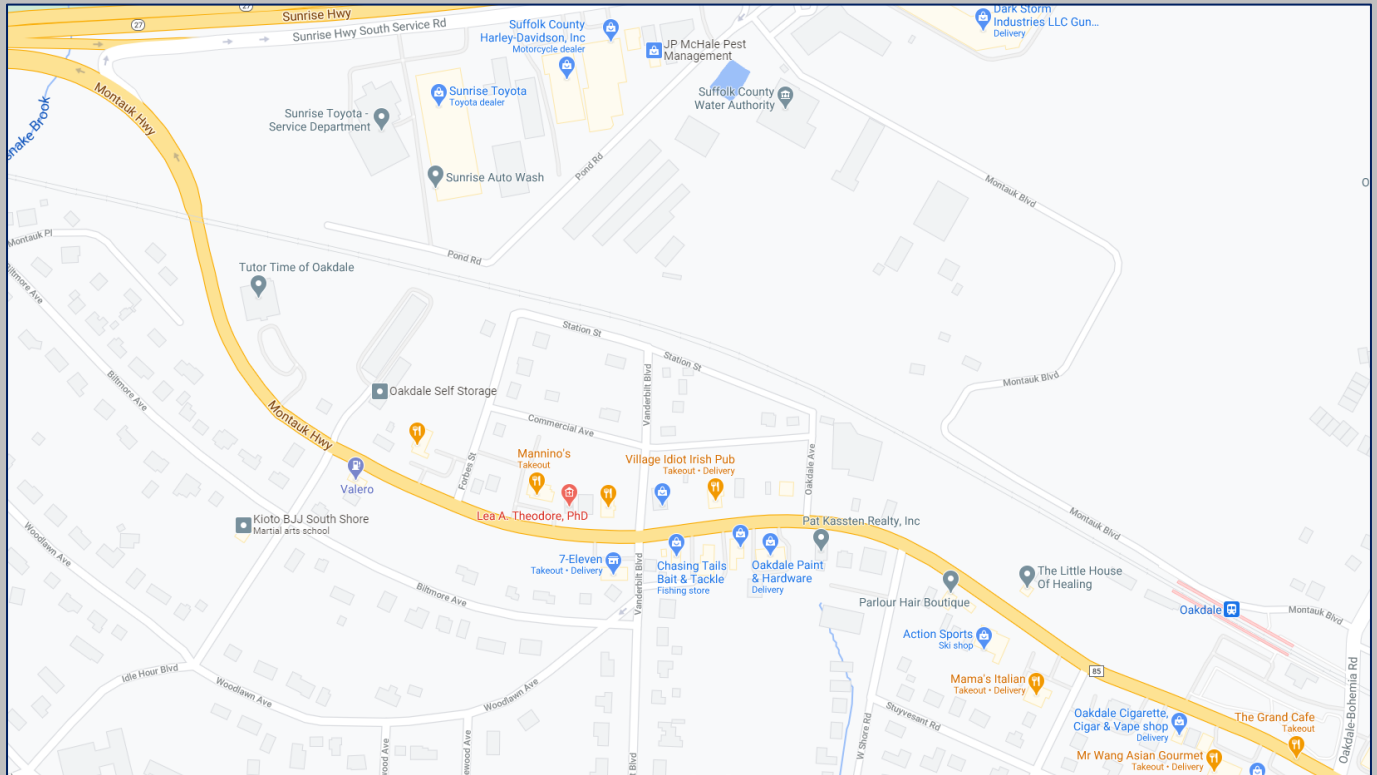 27
27
Sunrise Hwy
Sunrise Hwy South Service Rd
Suffolk County
Harley-Davidson, Inc
Motorcycle dealer
JP McHale Pest
Management
Dark Storm
Industries LLC Gun...
Delivery
Montauk Hwy
Sunrise Toyota
Toyota dealer
Suffolk County
Water Authority
Sunrise Toyota -
Service Department
Sunrise Auto Wash
Pond Rd
Montauk Blvd
Montauk Pl
Pond Rd
Tutor Time of Oakdale
Station St
Station St
Vanderbilt Blvd
Montauk Blvd
Biltmore Ave
Oakdale Self Storage
Montauk Hwy
Commercial Ave
Forbes St
Mannino's
Takeout
Village Idiot Irish Pub
Takeout • Delivery
Oakdale Ave
Valero
Lea A. Theodore, PhD
Kioto BJJ South Shore
Martial arts school
Pat Kassten Realty, Inc
Montauk Blvd
Woodlawn Ave
7-Eleven
Takeout • Delivery
Chasing Tails
Bait & Tackle
Fishing store
Oakdale Paint
& Hardware
Delivery
Vanderbilt Blvd
Biltmore Ave
The Little House
Of Healing
Parlour Hair Boutique
Oakdale
Montauk Blvd
Action Sports
Ski shop
Idle Hour Blvd
Woodlawn Ave
Woodlawn Ave
85
Mama's Italian
Takeout • Delivery
Stuyvesant Rd
W Shore Rd
Oakdale-Bohemia Rd
Oakdale Cigarette,
Cigar & Vape shop
Delivery
The Grand Cafe
Takeout
Mr Wang Asian Gourmet
Takeout • Delivery